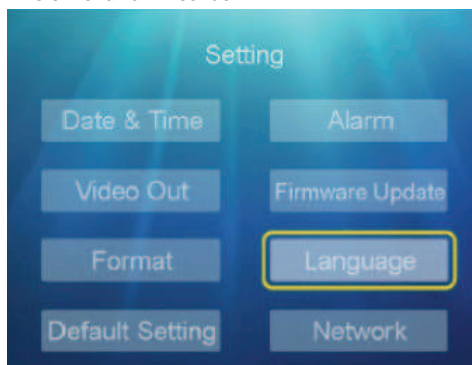 Setting
Date & Time
Alarm
Video Out
Firmware Update
Format
Language
Default Setting
Network